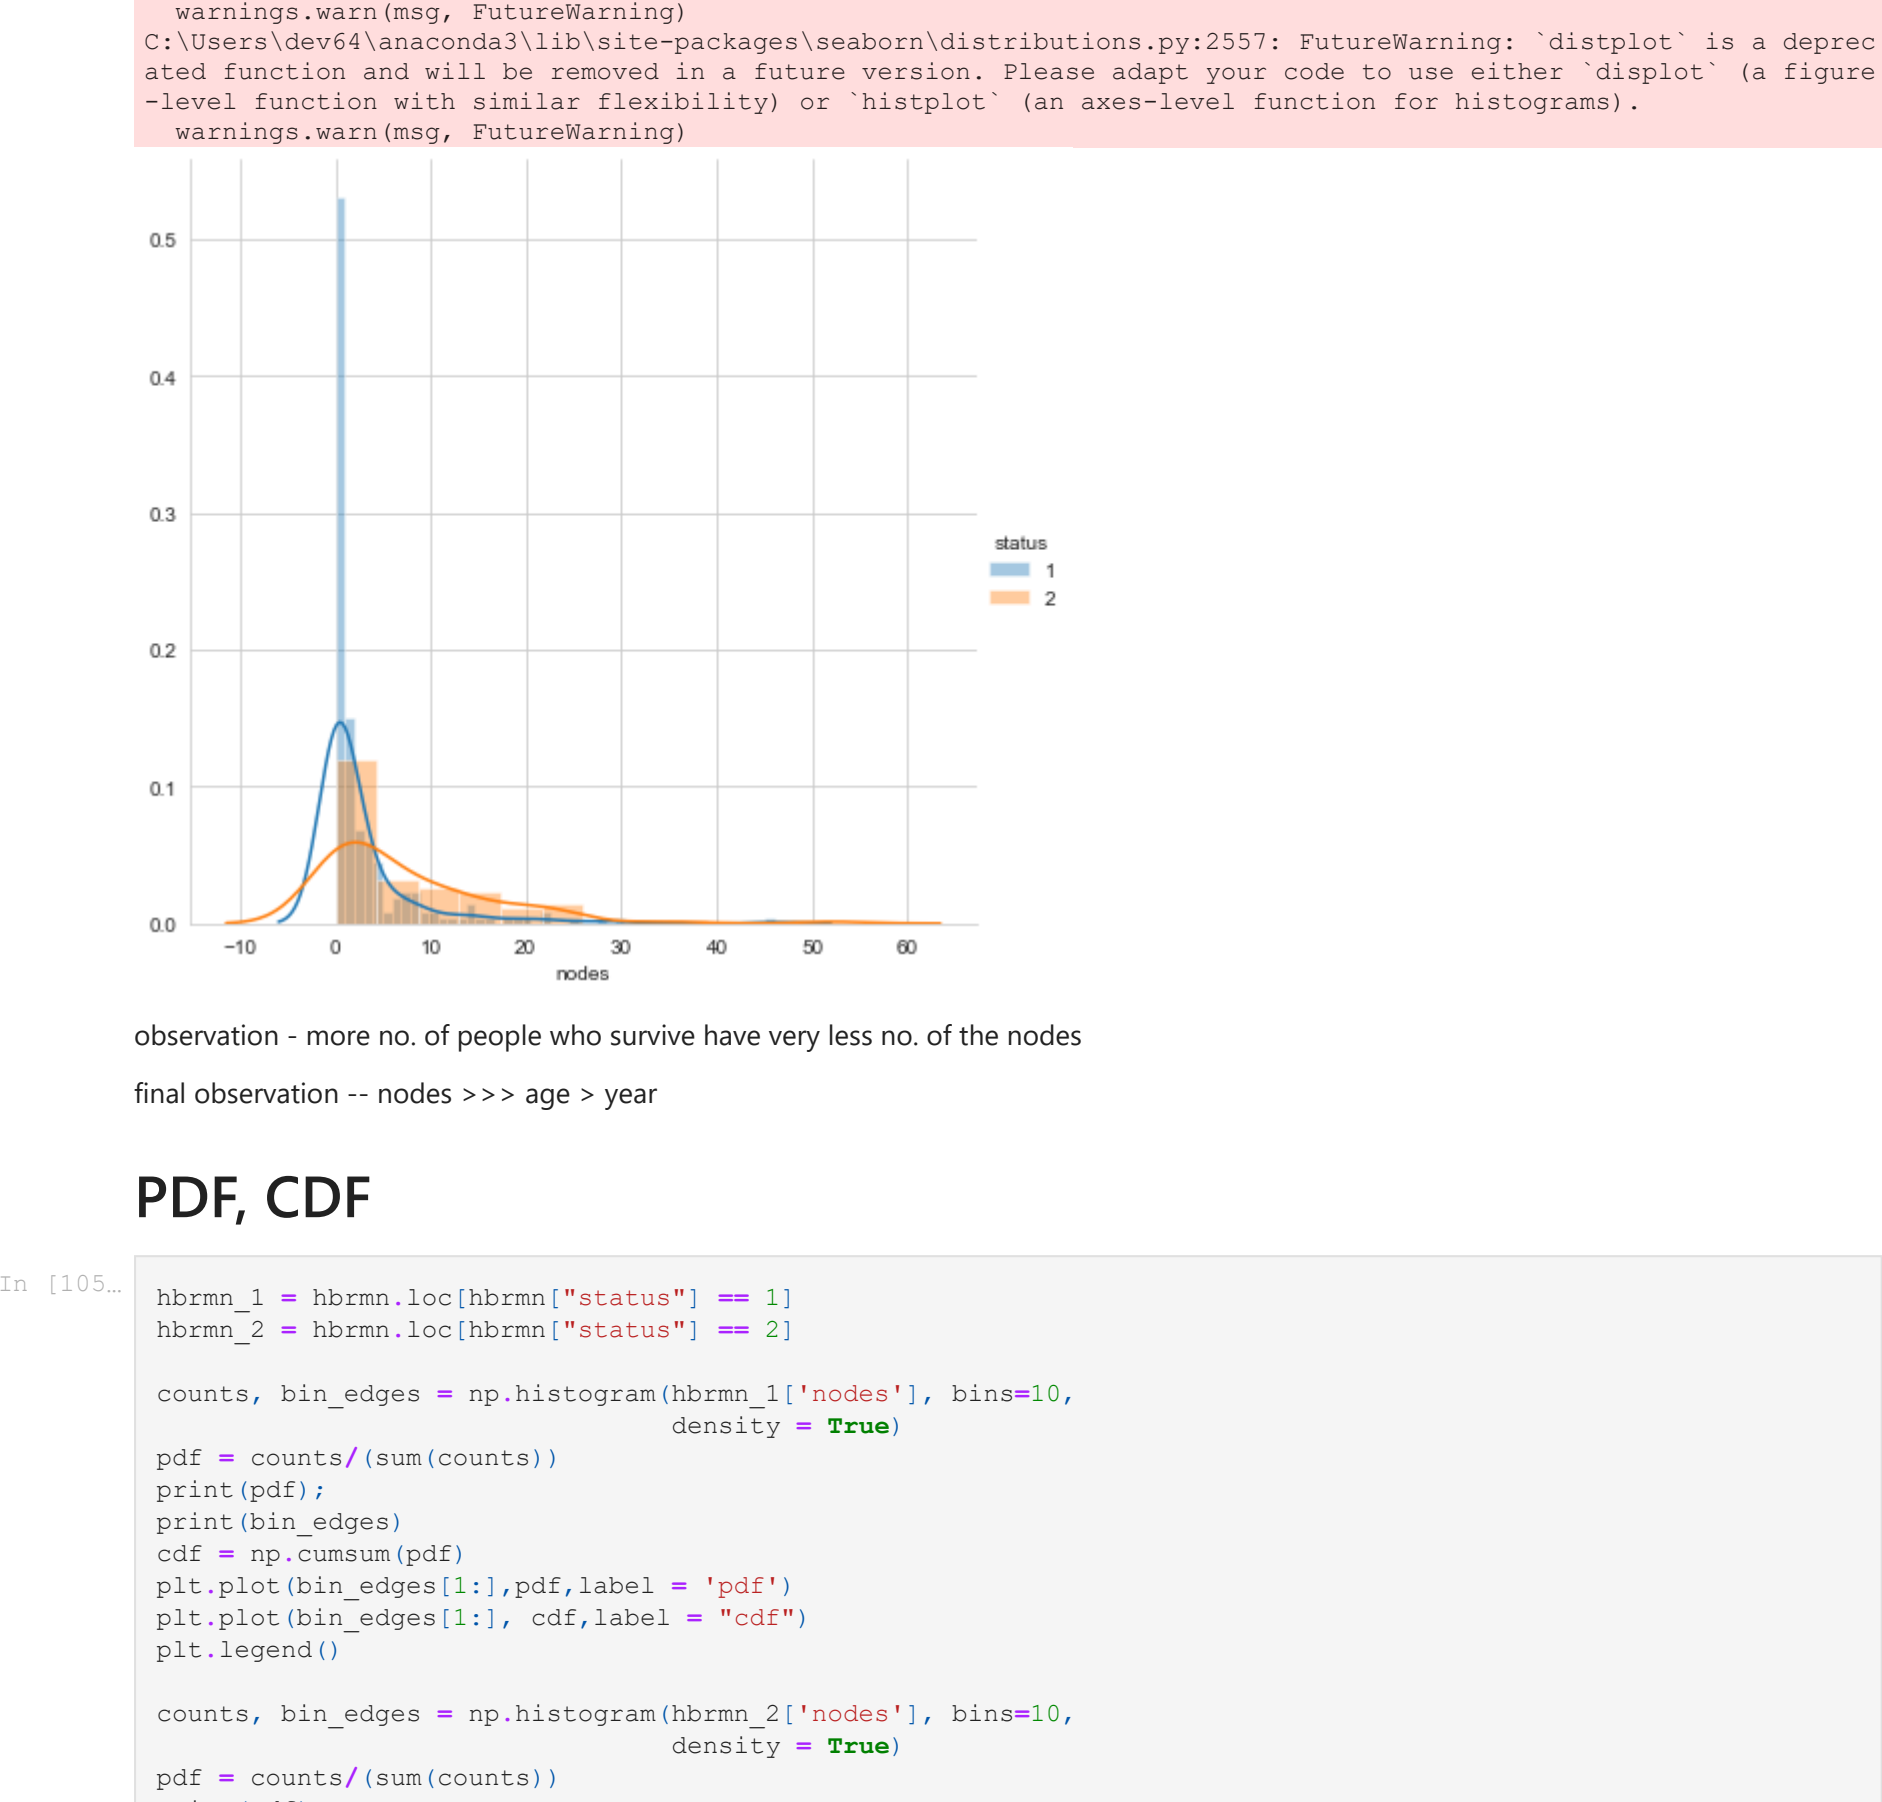 warnings.warn(msg, FutureWarning)
C:\Users\dev64\anaconda3\lib\site-packages\seaborn\distributions.py:2557: FutureWarning: `distplot` is a deprec
ated function and will be removed in a future version. Please adapt your code to use either `displot` (a figure
-level function with similar flexibility) or `histplot` (an axes-level function for histograms).
warnings.warn(msg, FutureWarning)
0.5
0.4
0.3
0.2
0.1
0.0
status
1
2
−10 0 10 20 30 40 50 60
nodes
observation - more no. of people who survive have very less no. of the nodes
final observation -- nodes >>> age > year
PDF, CDF
In [105…
hbrmn_1 = hbrmn.loc[hbrmn["status"] == 1]
hbrmn_2 = hbrmn.loc[hbrmn["status"] == 2]
counts, bin_edges = np.histogram(hbrmn_1['nodes'], bins=10,
density = True)
pdf = counts/(sum(counts))
print(pdf);
print(bin_edges)
cdf = np.cumsum(pdf)
plt.plot(bin_edges[1:],pdf,label = 'pdf')
plt.plot(bin_edges[1:], cdf,label = "cdf")
plt.legend()
counts, bin_edges = np.histogram(hbrmn_2['nodes'], bins=10,
density = True)
pdf = counts/(sum(counts))